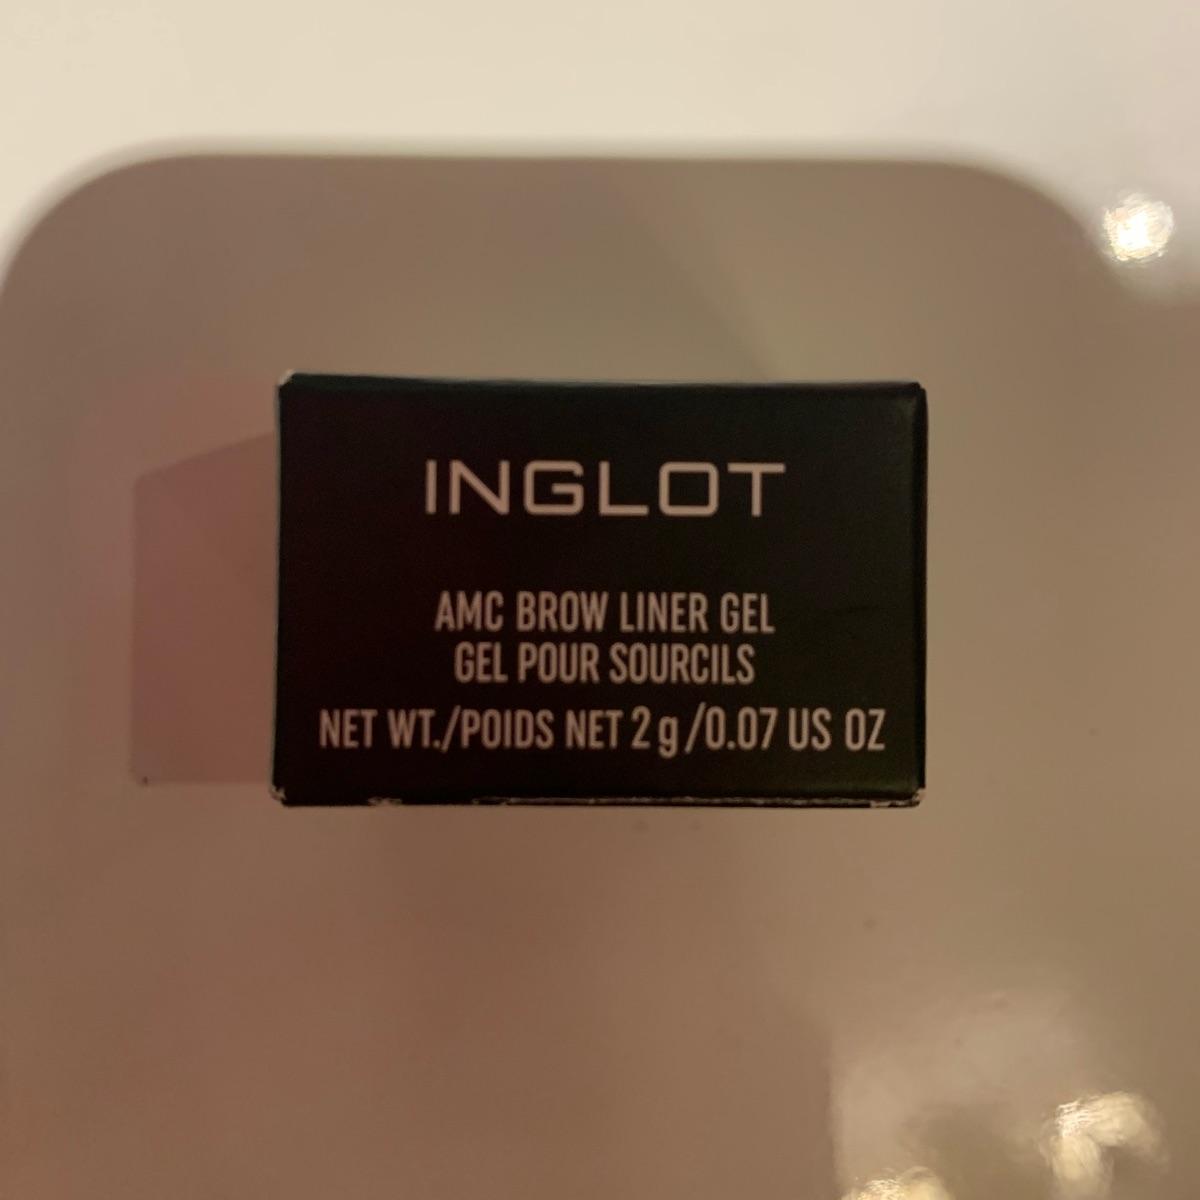 INGLOT
AMC BROW LINER GEL
GEL POUR SOURCILS
NET WT./POIDS NET 2 g /0.07 US OZ